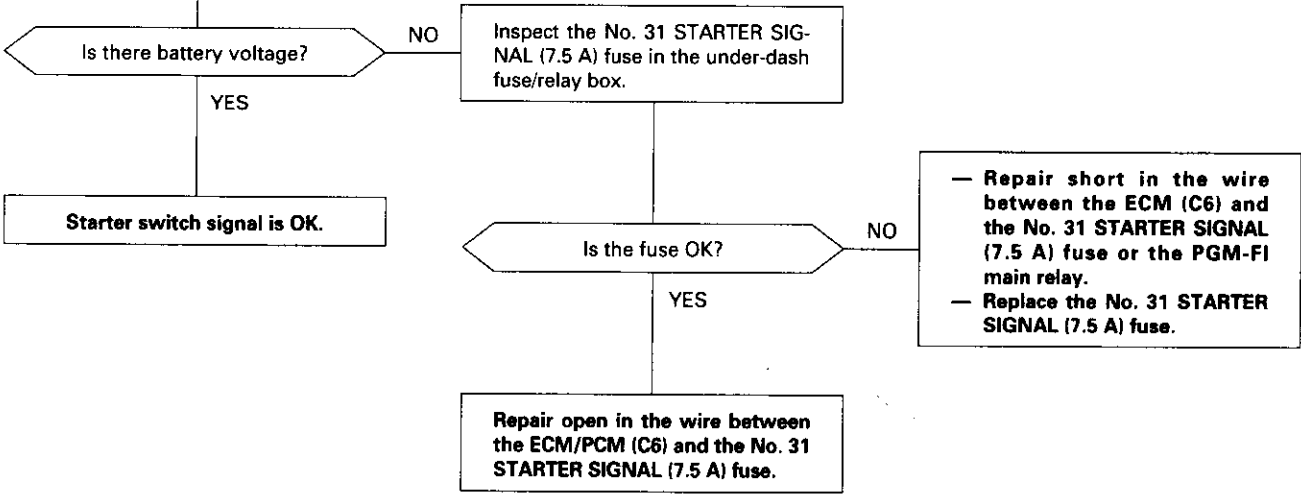 Is there battery voltage?
NO
Inspect the No. 31 STARTER SIG-
NAL (7.5 A) fuse in the under-dash
fuse/relay box.
YES
Starter switch signal is OK.
Is the fuse OK?
NO
— Repair short in the wire
between the ECM (C6) and
the No. 31 STARTER SIGNAL
(7.5 A) fuse or the PGM-FI
main relay.
— Replace the No. 31 STARTER
SIGNAL (7.5 A) fuse.
YES
Repair open in the wire between
the ECM/PCM (C6) and the No. 31
STARTER SIGNAL (7.5 A) fuse.